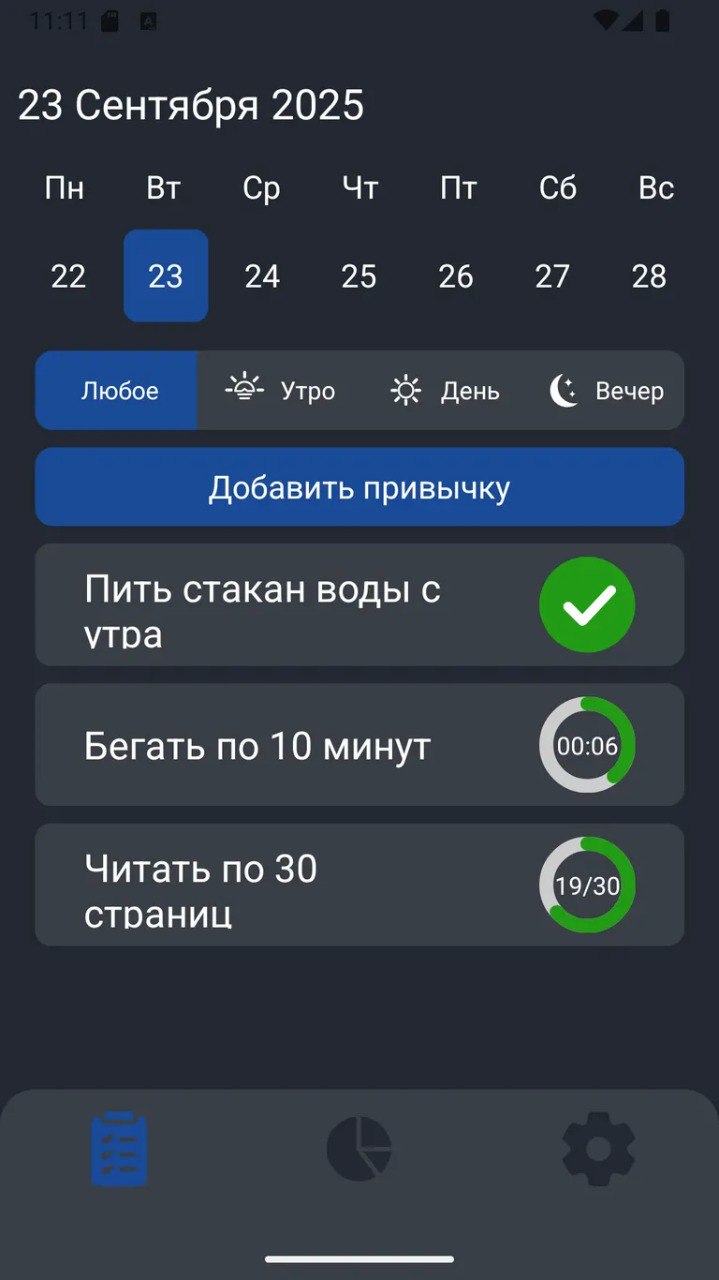 11:11
23 Сентября 2025
Пн Вт Ср Чт Пт Сб Вс
22 23 24 25 26 27 28
Любое Утро День Вечер
Добавить привычку
Пить стакан воды с
утра
Бегать по 10 минут
00:06
Читать по 30
страниц
19/30